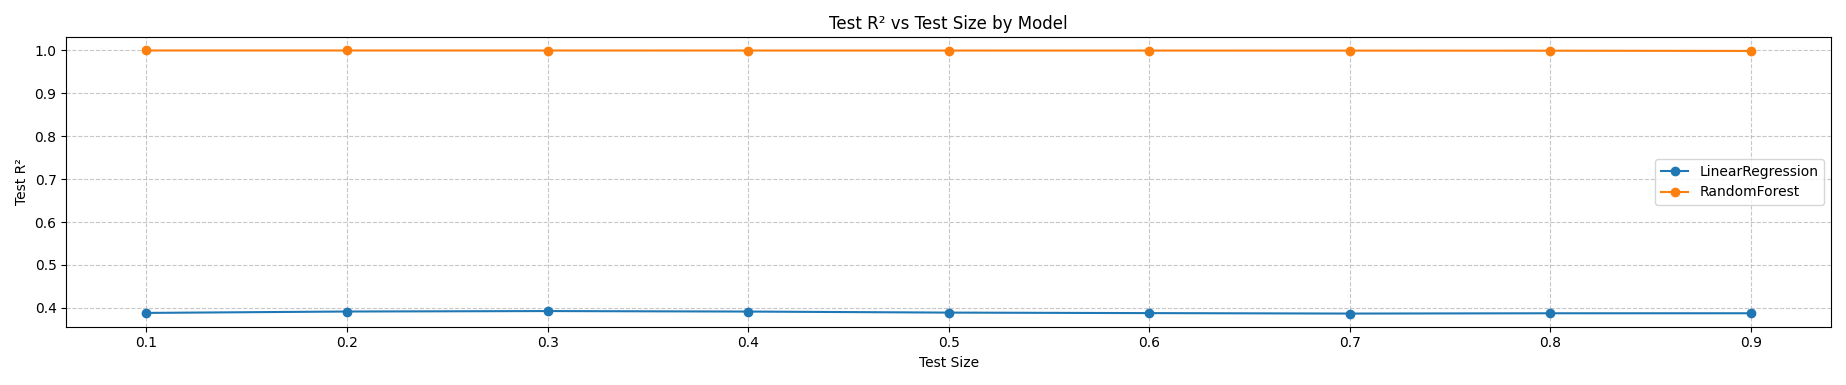 Test R² vs Test Size by Model
Test R²
1.0
0.9
0.8
0.7
0.6
0.5
0.4
LinearRegression
RandomForest
0.1 0.2 0.3 0.4 0.5 0.6 0.7 0.8 0.9
Test Size